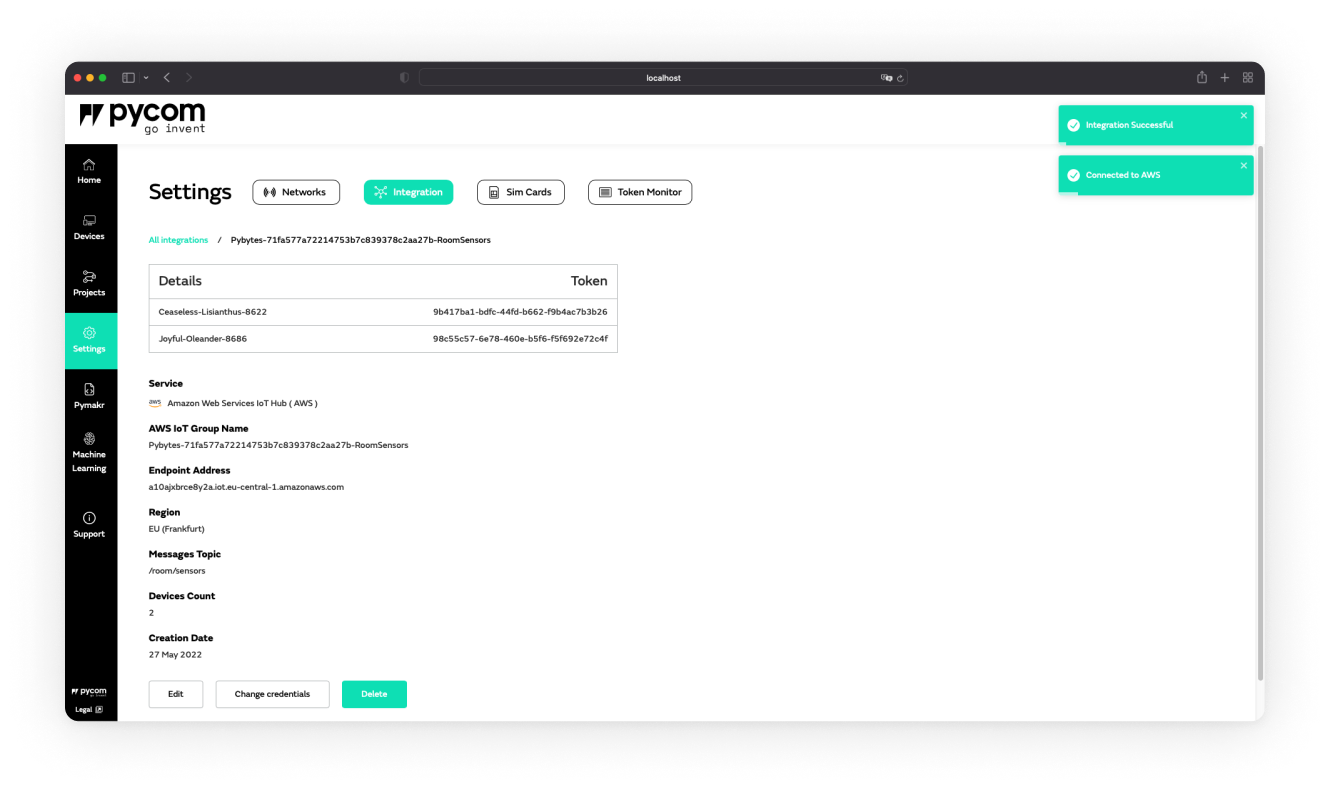 localhost
pycom
go invent
Integration Successful
Connected to AWS
Home
Devices
Projects
Settings
Pymakr
Machine
Learning
Support
pycom
go invent
Legal
Settings
Networks
Integration
Sim Cards
Token Monitor
All integrations / Pybytes-71fa577a72214753b7c839378c2aa27b-RoomSensors
Details Token
Ceaseless-Lisianthus-8622 9b417ba1-bdfc-44fd-b662-f9b4ac7b3b26
Joyful-Oleander-8686 98c55c57-6e78-460e-b5f6-f5f692e72c4f
Service
aws Amazon Web Services IoT Hub ( AWS )
AWS IoT Group Name
Pybytes-71fa577a72214753b7c839378c2aa27b-RoomSensors
Endpoint Address
a10ajxbrce8y2a.iot.eu-central-1.amazonaws.com
Region
EU (Frankfurt)
Messages Topic
/room/sensors
Devices Count
2
Creation Date
27 May 2022
Edit
Change credentials
Delete